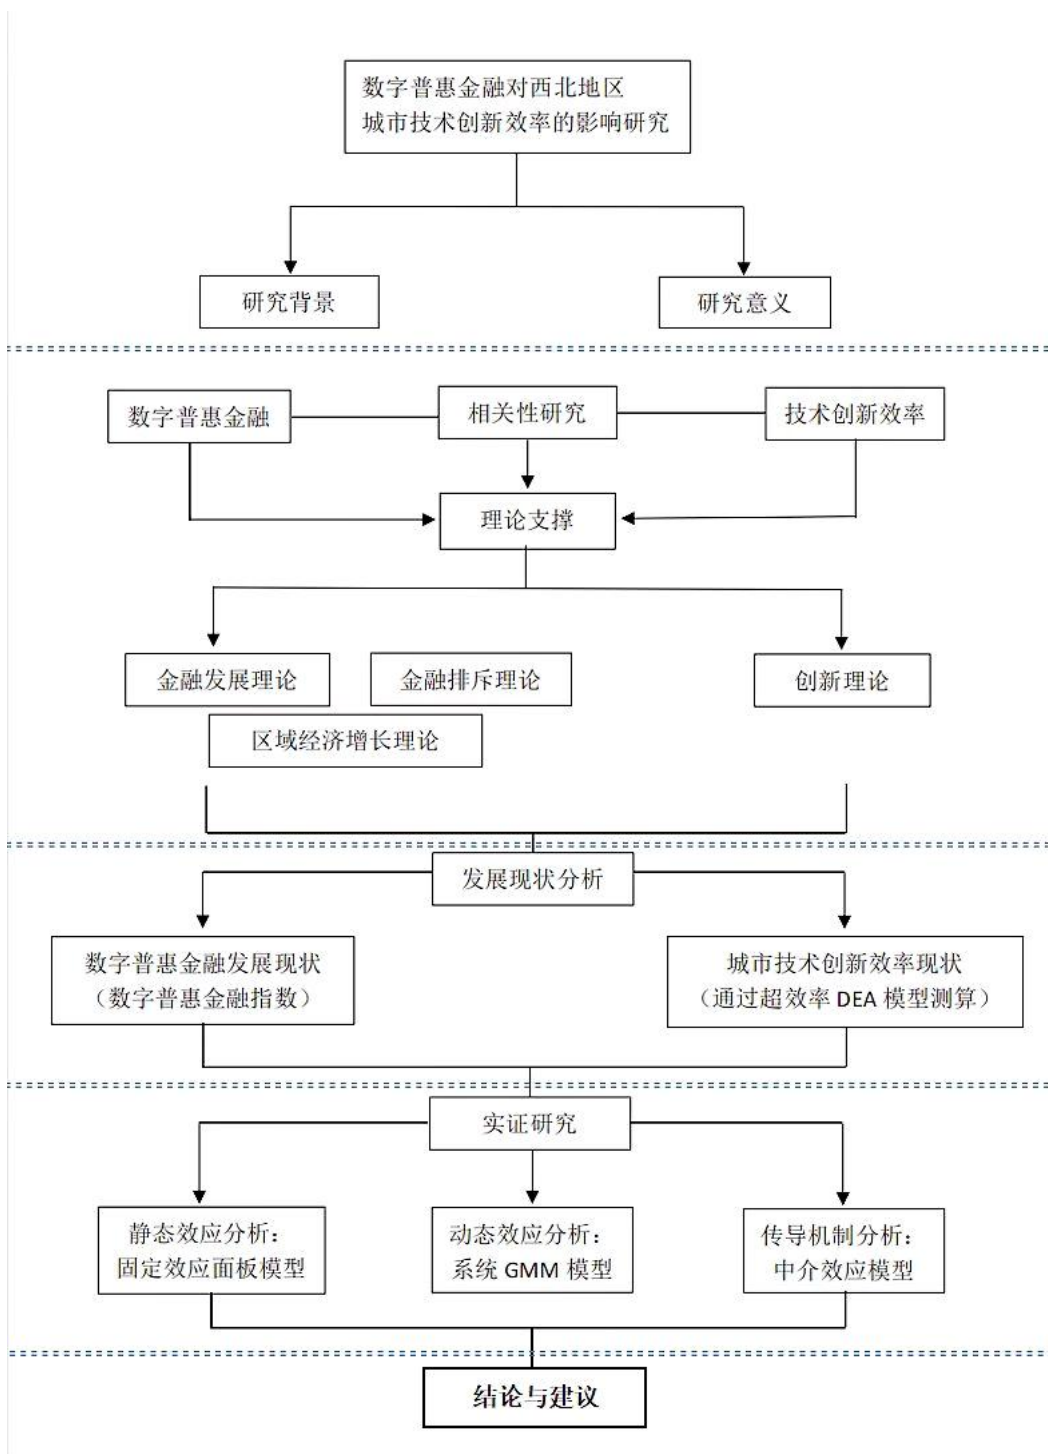 数字普惠金融对西北地区
城市技术创新效率的影响研究
研究背景
研究意义
数字普惠金融
相关性研究
技术创新效率
理论支撑
金融发展理论
金融排斥理论
创新理论
区域经济增长理论
发展现状分析
数字普惠金融发展现状
（数字普惠金融指数）
城市技术创新效率现状
（通过超效率 DEA 模型测算）
实证研究
静态效应分析：
固定效应面板模型
动态效应分析：
系统 GMM 模型
传导机制分析：
中介效应模型
结论与建议